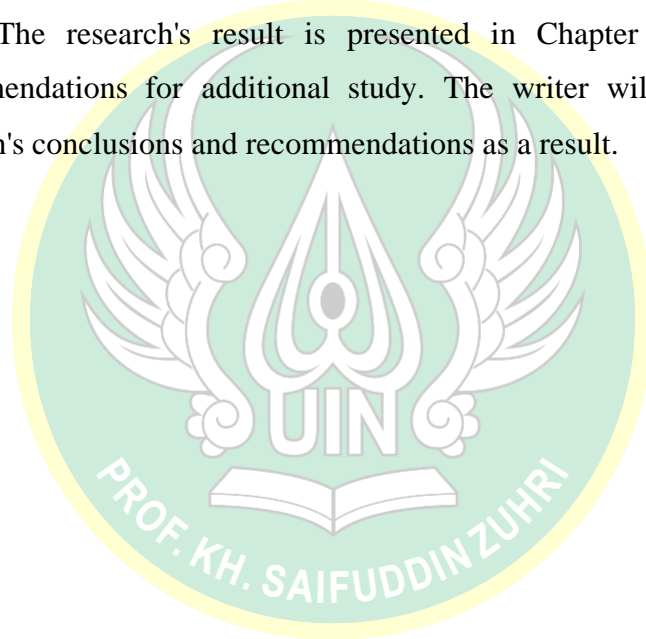 The research's result is presented in Chapter
endations for additional study. The writer wil
's conclusions and recommendations as a result.
UIN
PROF. KH. SAIFUDDIN ZUHRI